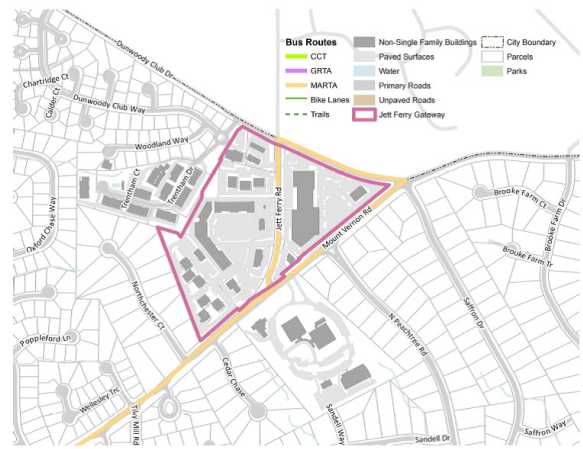 Bus Routes
CCT
GRTA
MARTA
Bike Lanes
Trails
Non-Single Family Buildings
Paved Surfaces
Water
Primary Roads
Unpaved Roads
Jett Ferry Gateway
City Boundary
Parcels
Parks
Dunwoody Club Dr
Chartridge Ct
Calder Ct
Dunwoody Club Way
Woodland Way
Trentham Ct
Trentham Dr
Oxford Chase Way
Jett Ferry Rd
Mount Vernon Rd
Brooke Farm Ct
Brooke Farm Dr
Brooke Farm Tr
Northchester Ct
Saffron Dr
N Peachtree Rd
Poppleford Ln
Cedar Chase
Wellesley Trc
Tilly Mill Rd
Sandell Way
Sandell Dr
Saffron Way